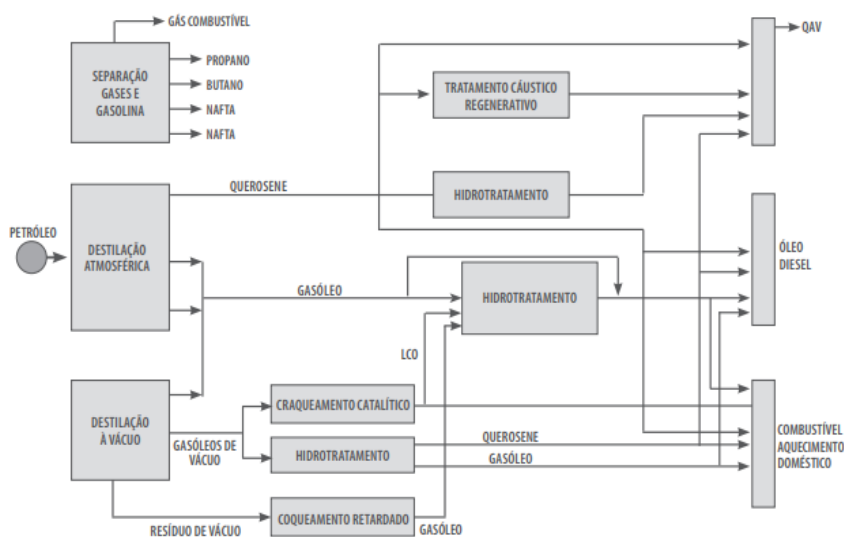 GÁS COMBUSTÍVEL
SEPARAÇÃO
GASES E
GASOLINA
PROPANO
BUTANO
NAFTA
NAFTA
QAV
TRATAMENTO CÁUSTICO
REGENERATIVO
QUEROSENE
HIDROTRATAMENTO
PETRÓLEO
DESTILAÇÃO
ATMOSFÉRICA
GASÓLEO
HIDROTRATAMENTO
ÓLEO
DIESEL
LCO
DESTILAÇÃO
À VÁCUO
GASÓLEOS DE
VÁCUO
CRAQUEAMENTO CATALÍTICO
HIDROTRATAMENTO
QUEROSENE
GASÓLEO
COMBUSTÍVEL
AQUECIMENTO
DOMÉSTICO
RESÍDUO DE VÁCUO
COQUEAMENTO RETARDADO
GASÓLEO